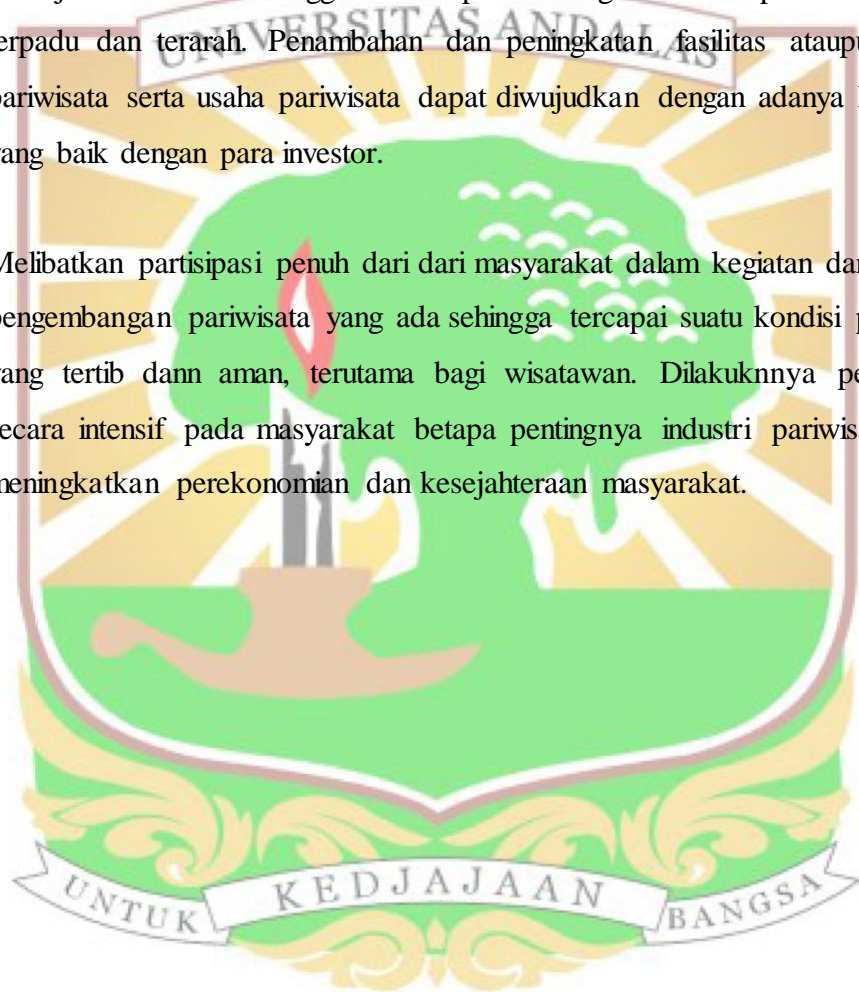 UNIVERSITAS ANDALAS
terpadu dan terarah. Penambahan dan peningkatan fasilitas
pariwisata serta usaha pariwisata dapat diwujudkan dengan adanya
yang baik dengan para investor.
Melibatkan partisipasi penuh dari dari masyarakat dalam kegiatan
pengembangan pariwisata yang ada sehingga tercapai suatu kondisi
yang tertib dann aman, terutama bagi wisatawan. Dilakuknnya
secara intensif pada masyarakat betapa pentingnya industri
meningkatkan perekonomian dan kesejahteraan masyarakat.
UNTUK KEDJAJAAN BANGSA